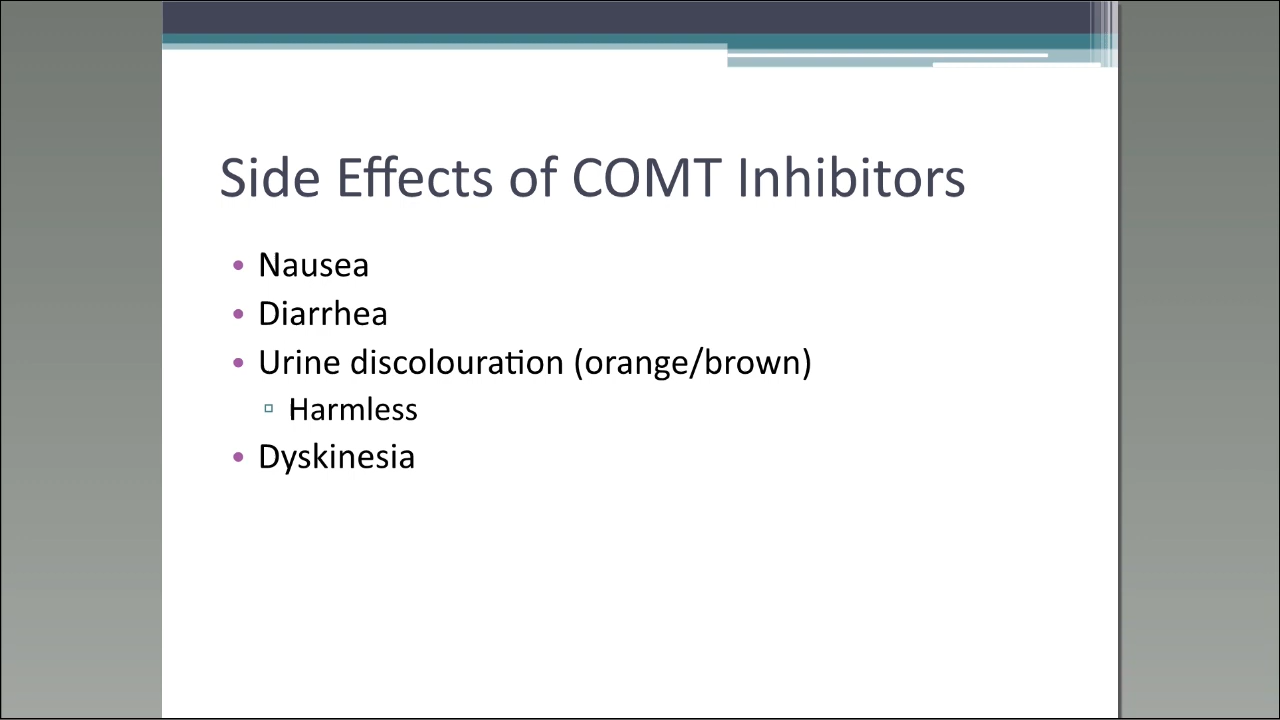 Side Effects of COMT Inhibitors
• Nausea
• Diarrhea
• Urine discolouration (orange/brown)
▫ Harmless
• Dyskinesia